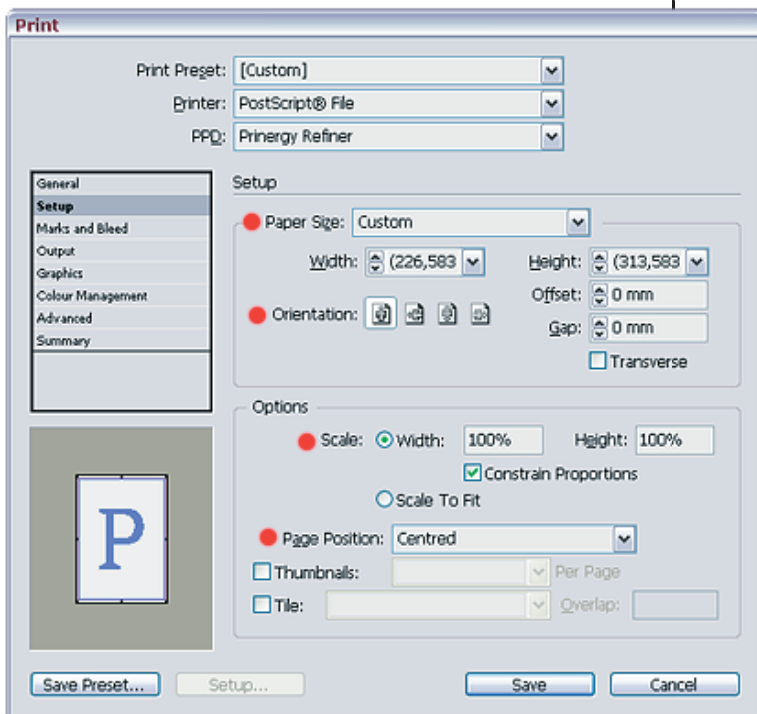 Print
Print Preset: [Custom]
Printer: PostScript® File
PPD: Prinergy Refiner
General
Setup
Marks and Bleed
Output
Graphics
Colour Management
Advanced
Summary
Setup
Paper Size: Custom
Width: (226,583 Height: (313,583
Orientation: Offset: 0 mm
Gap: 0 mm
Transverse
Options
Scale: Width: 100% Height: 100%
Constrain Proportions
Scale To Fit
Page Position: Centred
Thumbnails: Per Page
Tile: Overlap:
P
Save Preset... Setup... Save Cancel